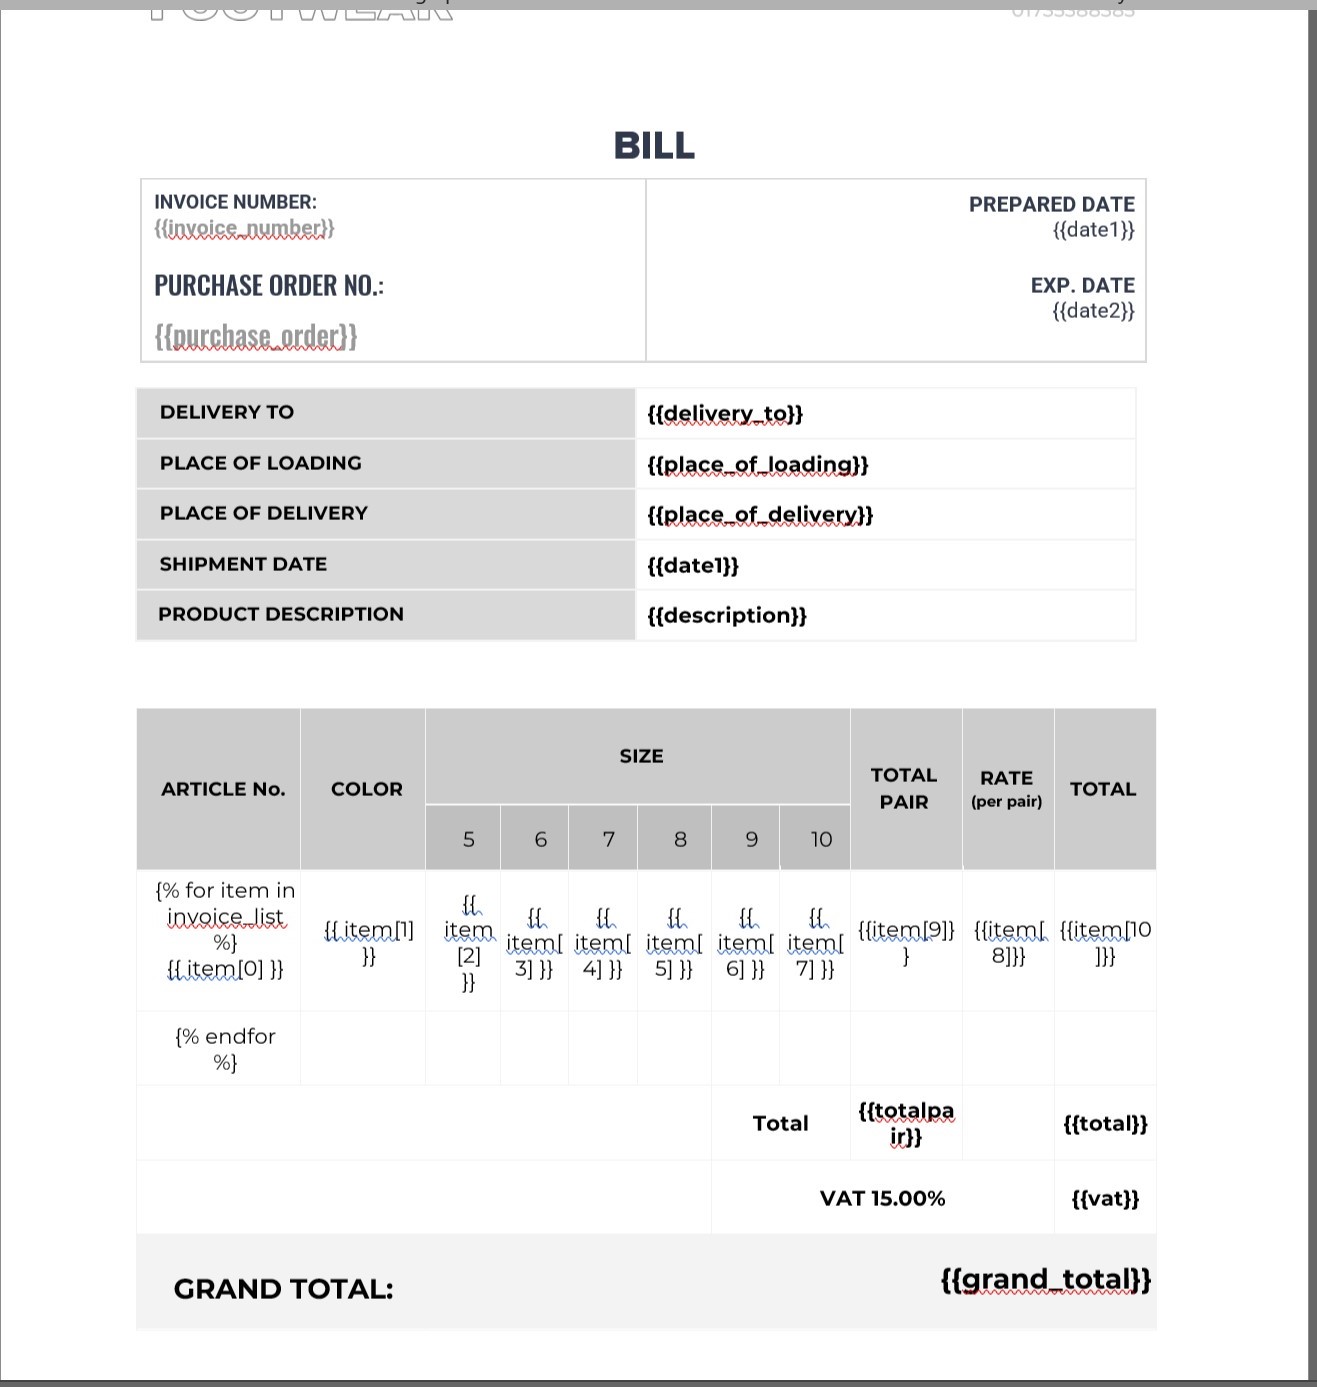 FOOTWEAR
BILL
INVOICE NUMBER:
{{invoice_number}}
PURCHASE ORDER NO.:
{{purchase_order}}
PREPARED DATE
{{date1}}
EXP. DATE
{{date2}}
DELIVERY TO {{delivery_to}}
PLACE OF LOADING {{place_of_loading}}
PLACE OF DELIVERY {{place_of_delivery}}
SHIPMENT DATE {{date1}}
PRODUCT DESCRIPTION {{description}}
ARTICLE No.
COLOR
SIZE
5 6 7 8 9 10
TOTAL
PAIR
RATE
(per pair)
TOTAL
{% for item in
invoice_list
%}
{{ item[0] }}
{{ item[1]
}}
{{
item
[2]
}}
{{
item[
3] }}
{{
item[
4] }}
{{
item[
5] }}
{{
item[
6] }}
{{
item[
7] }}
{{item[9]}
}
{{item[
8]}}
{{item[10
]}}
{% endfor
%}
Total
{{totalpa
ir}}
{{total}}
VAT 15.00% {{vat}}
GRAND TOTAL: {{grand_total}}